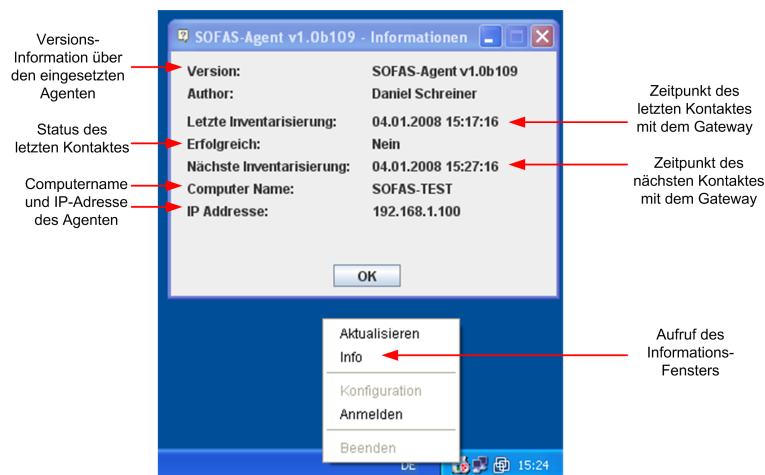 SOFAS-Agent v1.0b109 - Informationen
Versions-
Information über
den eingesetzten
Agenten
Version: SOFAS-Agent v1.0b109
Author: Daniel Schreiner
Zeitpunkt des
letzten Kontaktes
mit dem Gateway
Letzte Inventarisierung: 04.01.2008 15:17:16
Status des
letzten Kontaktes
Erfolgreich: Nein
Nächste Inventarisierung: 04.01.2008 15:27:16
Zeitpunkt des
nächsten Kontaktes
mit dem Gateway
Computername
und IP-Adresse
des Agenten
Computer Name: SOFAS-TEST
IP Addresse: 192.168.1.100
OK
Aktualisieren
Info
Aufruf des
Informations-
Fensters
Konfiguration
Anmelden
Beenden
DE
15:24